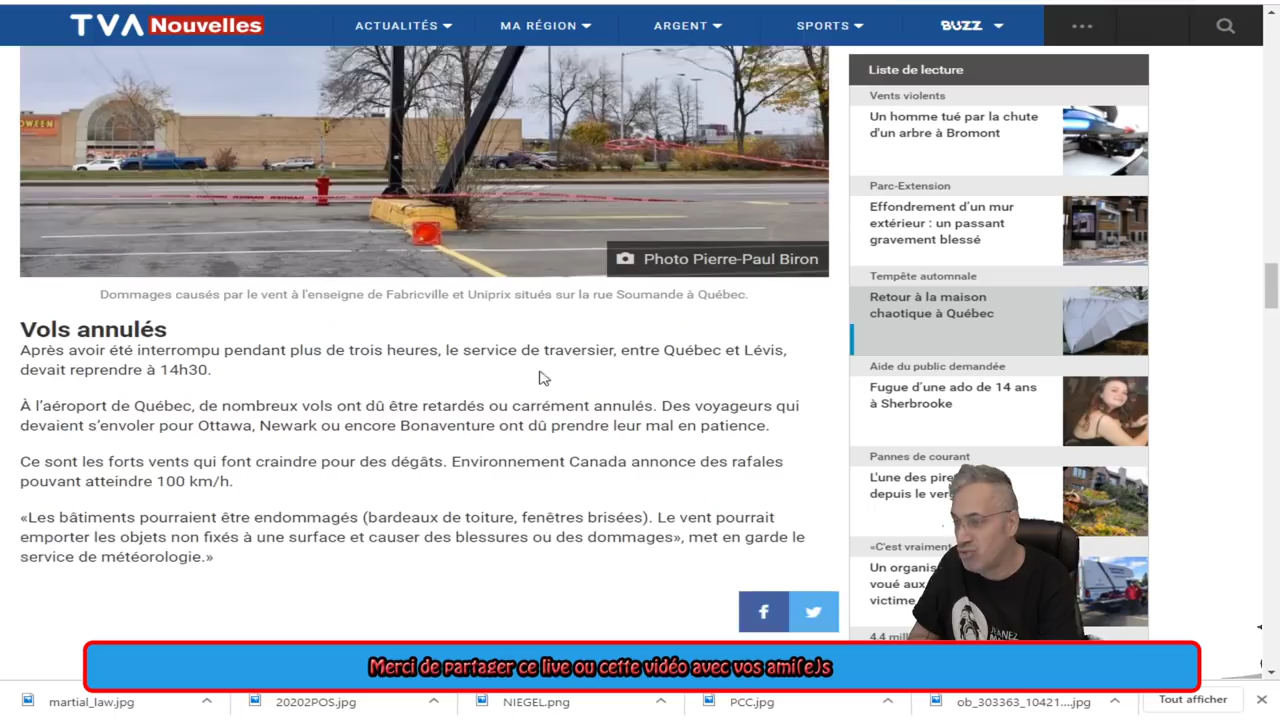 TVA Nouvelles
ACTUALITÉS
MA RÉGION
ARGENT
SPORTS
BUZZ
Photo Pierre-Paul Biron
Dommages causés par le vent à l'enseigne de Fabricville et Uniprix situés sur la rue Soumande à Québec.
Vols annulés
Après avoir été interrompu pendant plus de trois heures, le service de traversier, entre Québec et Lévis,
devait reprendre à 14h30.
À l'aéroport de Québec, de nombreux vols ont dû être retardés ou carrément annulés. Des voyageurs qui
devaient s'envoler pour Ottawa, Newark ou encore Bonaventure ont dû prendre leur mal en patience.
Ce sont les forts vents qui font craindre pour des dégâts. Environnement Canada annonce des rafales
pouvant atteindre 100 km/h.
«Les bâtiments pourraient être endommagés (bardeaux de toiture, fenêtres brisées). Le vent pourrait
emporter les objets non fixés à une surface et causer des blessures ou des dommages», met en garde le
service de météorologie.»
Liste de lecture
Vents violents
Un homme tué par la chute
d'un arbre à Bromont
Parc-Extension
Effondrement d'un mur
extérieur : un passant
gravement blessé
Tempête automnale
Retour à la maison
chaotique à Québec
Aide du public demandée
Fugue d'une ado de 14 ans
à Sherbrooke
Pannes de courant
L'une des pire
depuis le ver
«C'est vraiment
Un organis
voué aux
victime
4,4 mill
Merci de partager ce live ou cette vidéo avec vos ami(e)s
martial_law.jpg
20202POS.jpg
NIEGEL.png
PCC.jpg
ob_303363_10421....jpg
Tout afficher